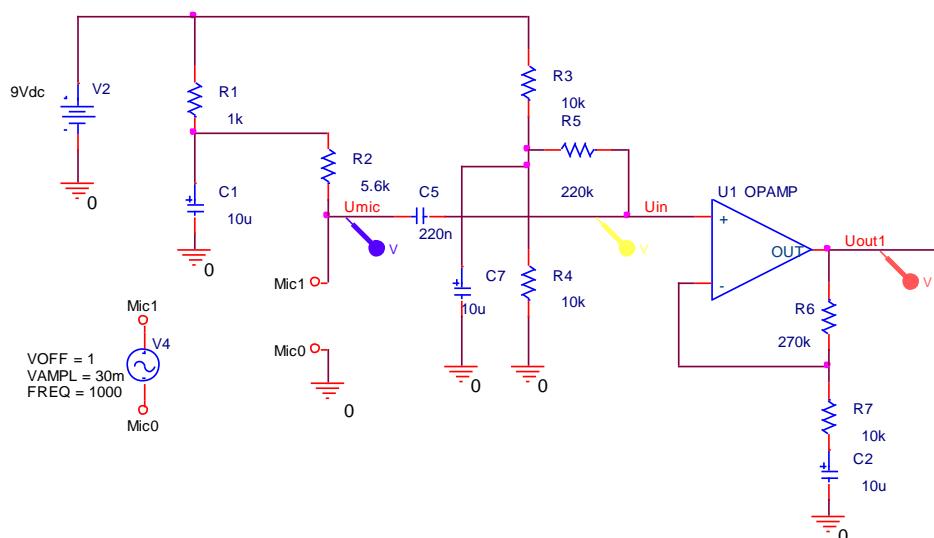 9Vdc
V2
R1
1k
R3
10k
R5
220k
R2
5.6k
C5
220n
Umic
V
C1
10u
0
0
Uin
V
U1 OPAMP
+
-
OUT
Uout1
V
Mic1
Mic0
0
C7
10u
R4
10k
0
0
R6
270k
R7
10k
C2
10u
0
Mic1
V4
VOFF = 1
VAMPL = 30m
FREQ = 1000
Mic0